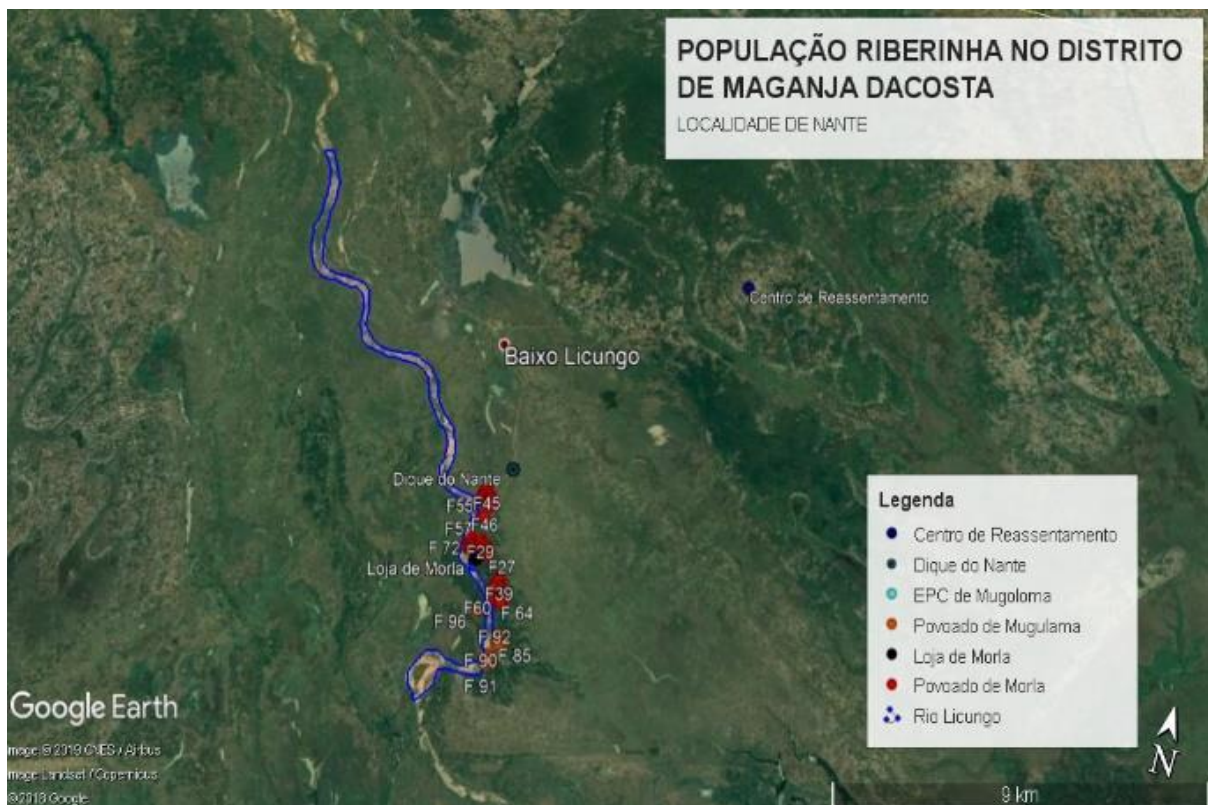 POPULAÇÃO RIBERINHA NO DISTRITO
DE MAGANJA DACOSTA
LOCALIDADE DE NANTE
Centro de Reassentamento
Baixo Licungo
Dique do Nante
F55
F45
F57
F46
F 72
F29
Loja de Morla
F27
F39
F60
F 64
F 96
F 92
F 90
F 85
F 91
Legenda
Centro de Reassentamento
Dique do Nante
EPC de Mugoloma
Povoado de Mugulama
Loja de Morla
Povoado de Morla
Rio Licungo
Google Earth
Image © 2019 CNES / Airbus
Image Landsat / Copernicus
©2018 Google
N
9 km